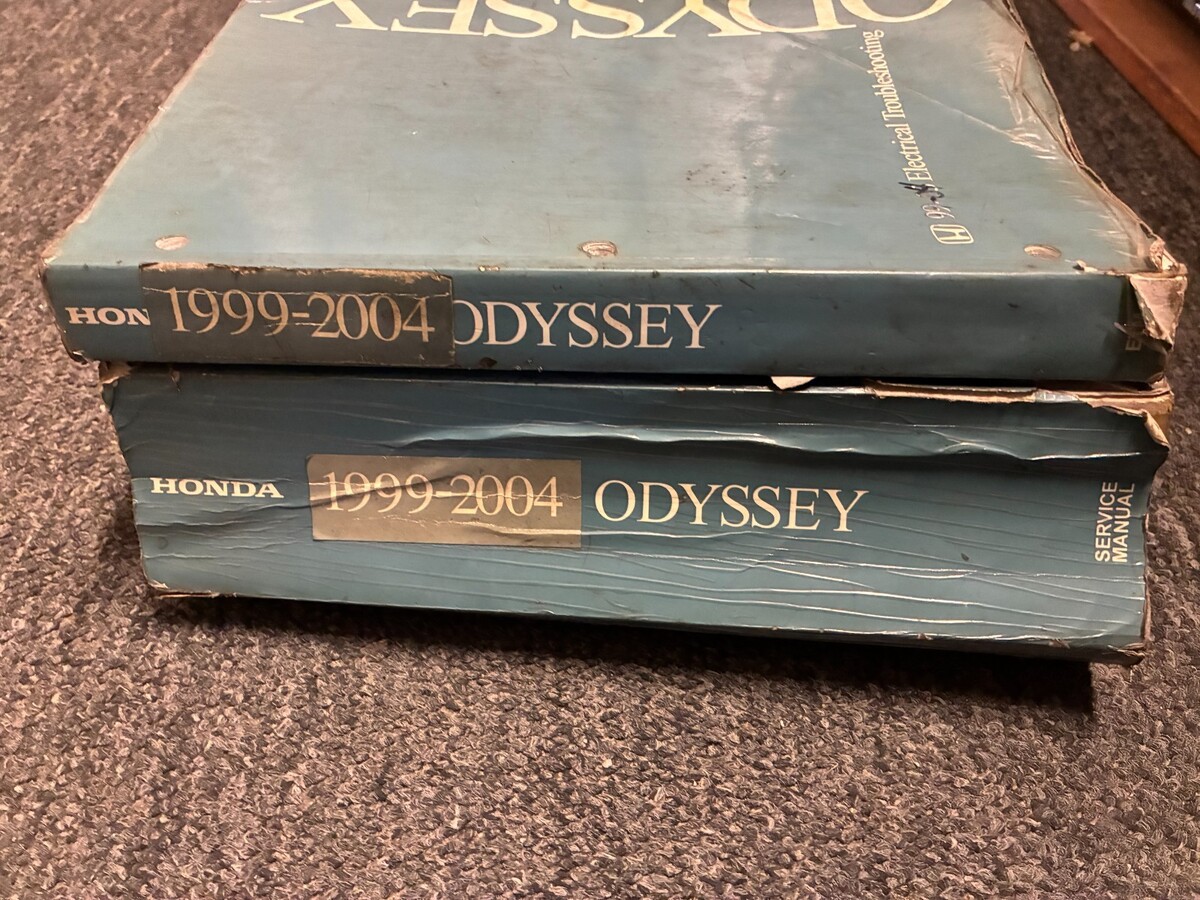 ODYSSEY
Electrical Troubleshooting
HON 1999-2004 ODYSSEY
HONDA 1999-2004 ODYSSEY
SERVICE
MANUAL